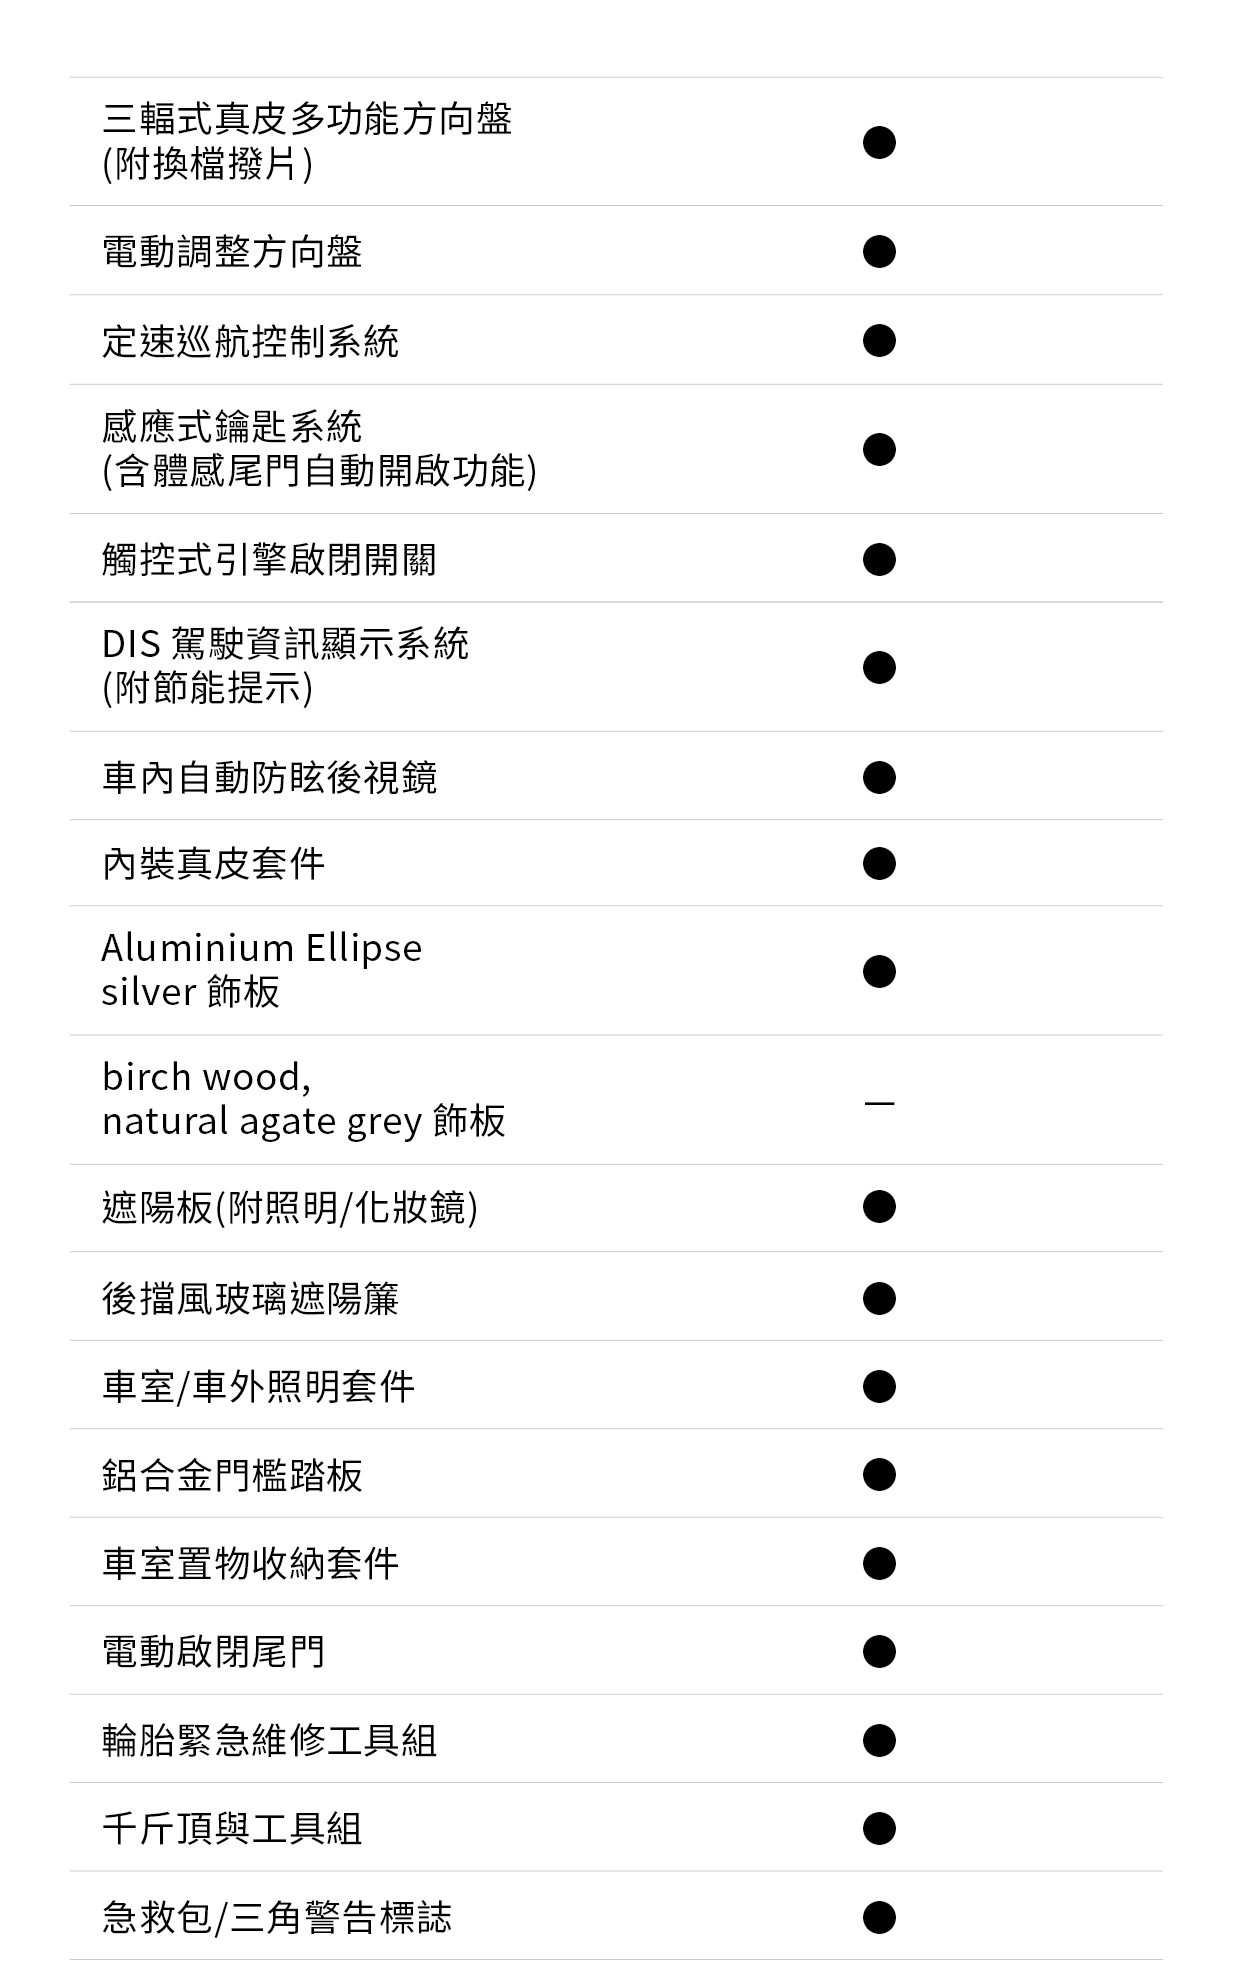 三輻式真皮多功能方向盤
(附換檔撥片)
●
電動調整方向盤 ●
定速巡航控制系統 ●
感應式鑰匙系統
(含體感尾門自動開啟功能)
●
觸控式引擎啟閉開關 ●
DIS 駕駛資訊顯示系統
(附節能提示)
●
車內自動防眩後視鏡 ●
內裝真皮套件 ●
Aluminium Ellipse
silver 飾板
●
birch wood,
natural agate grey 飾板
—
遮陽板(附照明/化妝鏡) ●
後擋風玻璃遮陽簾 ●
車室/車外照明套件 ●
鋁合金門檻踏板 ●
車室置物收納套件 ●
電動啟閉尾門 ●
輪胎緊急維修工具組 ●
千斤頂與工具組 ●
急救包/三角警告標誌 ●